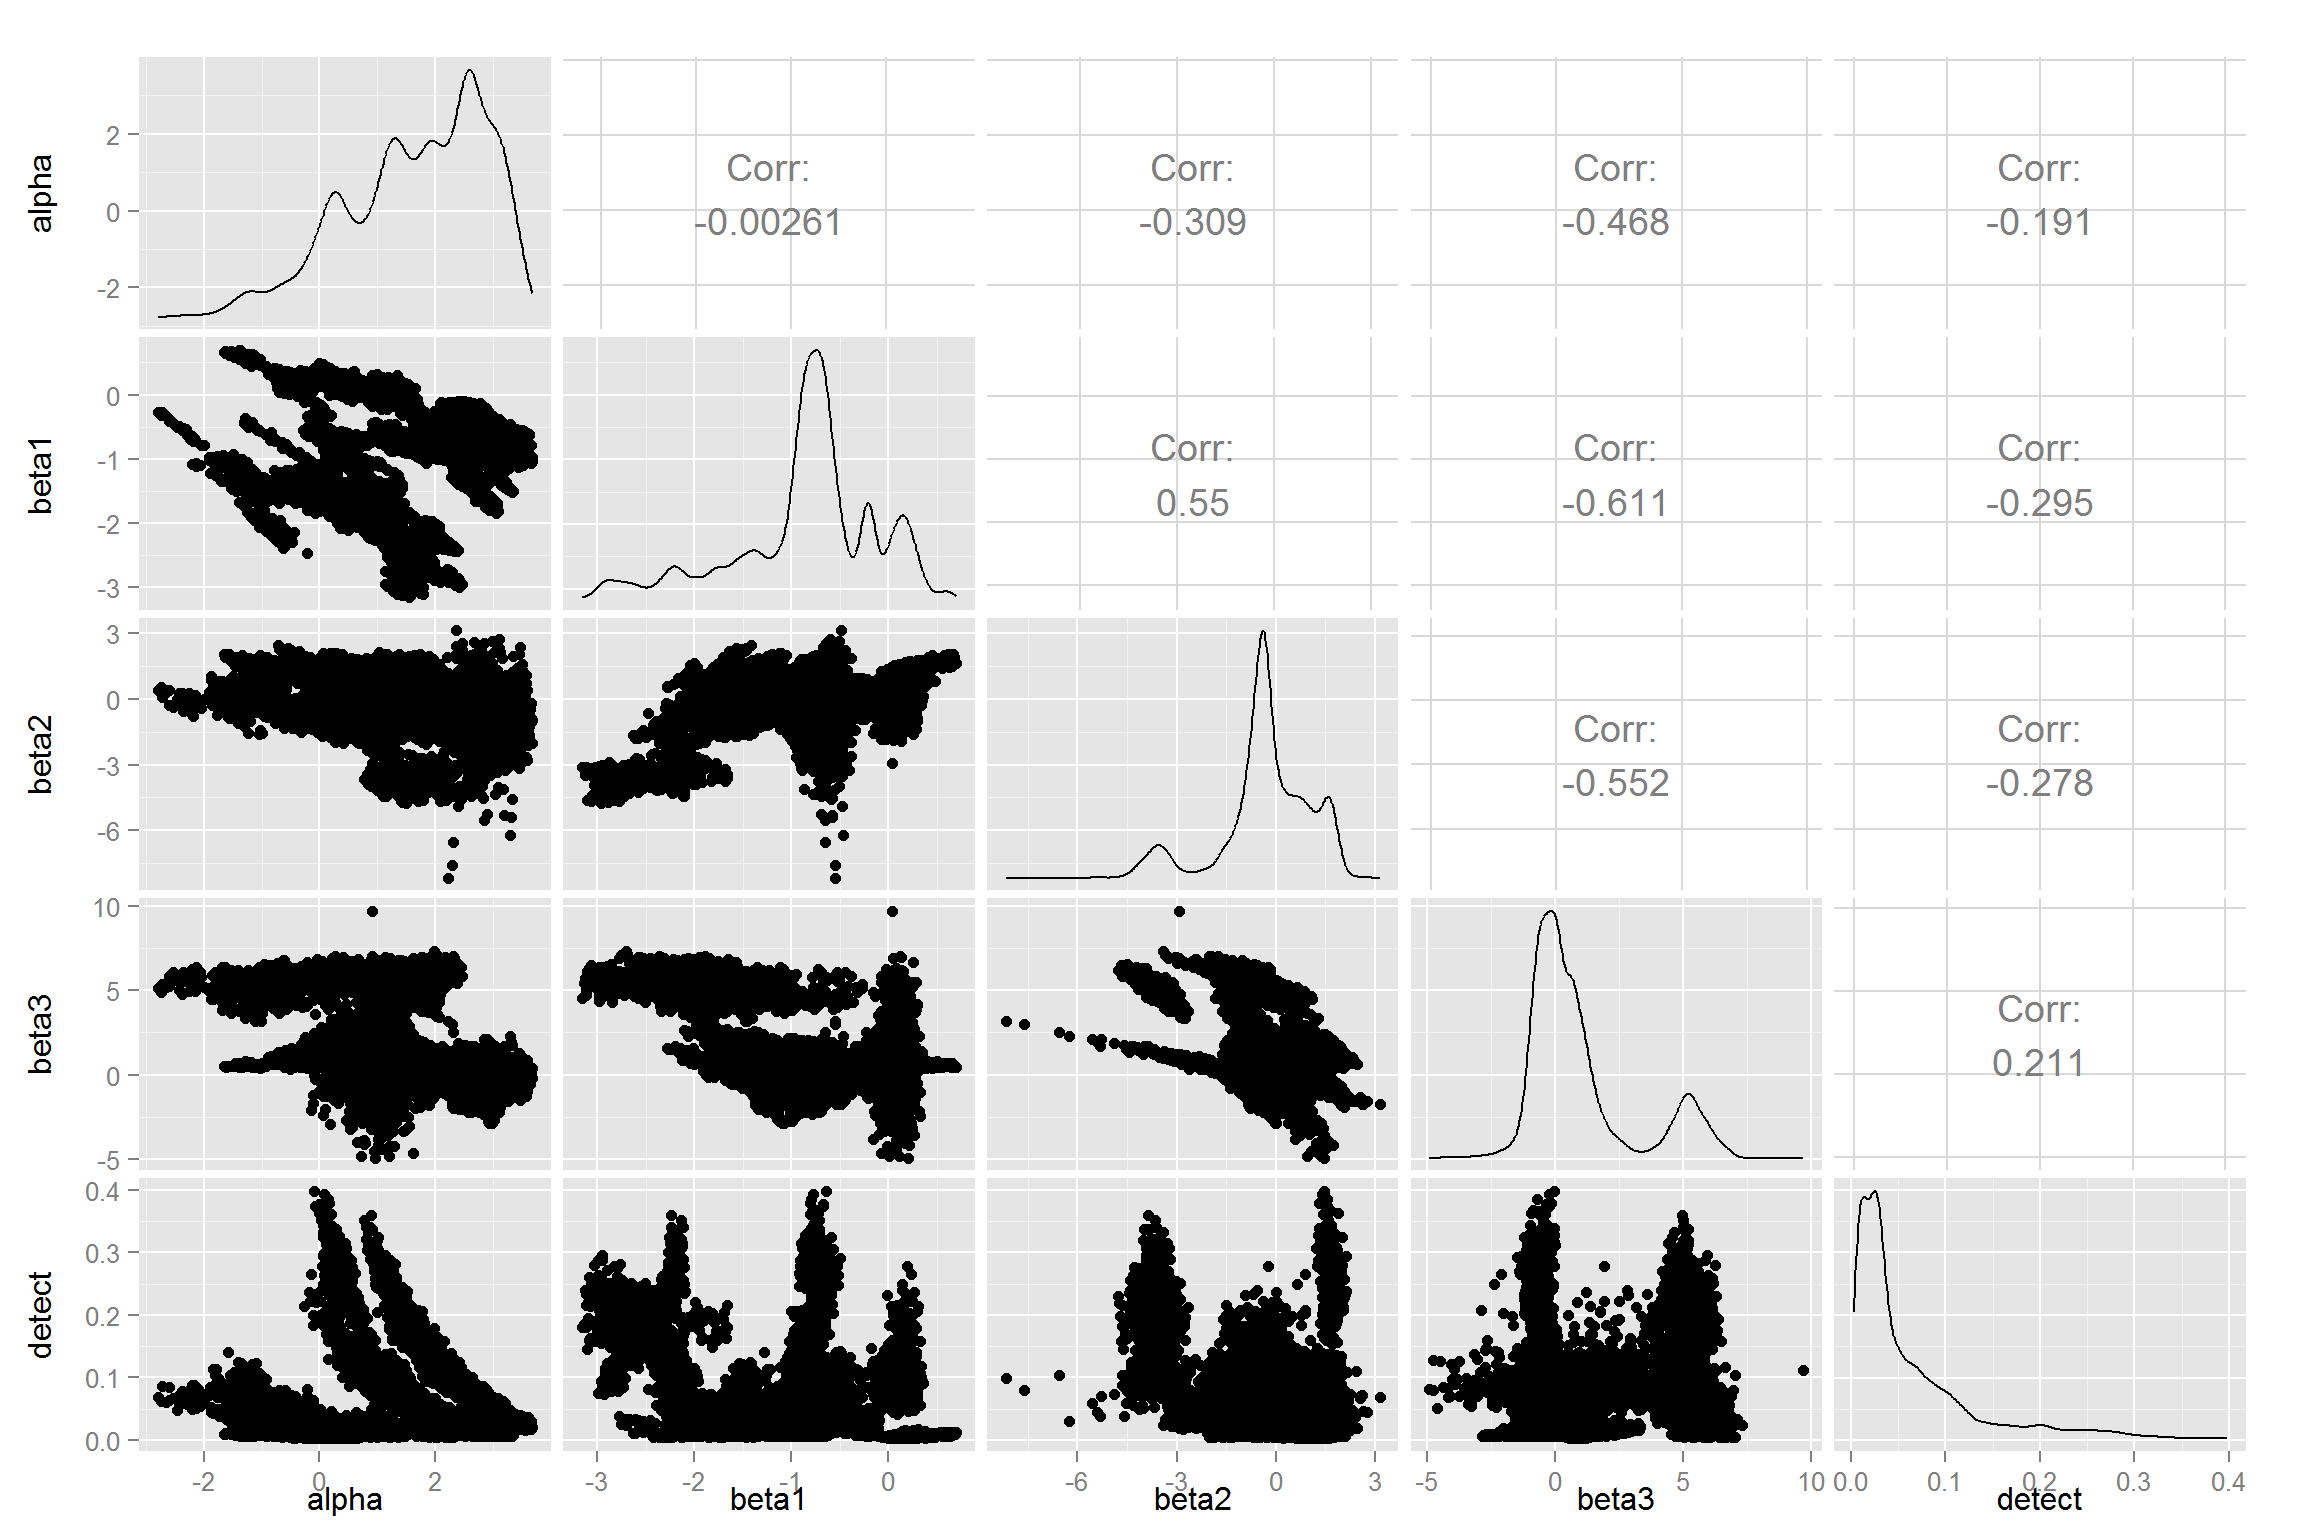 alpha
2
0
-2
Corr:
-0.00261
Corr:
-0.309
Corr:
-0.468
Corr:
-0.191
beta1
0
-1
-2
-3
Corr:
0.55
Corr:
-0.611
Corr:
-0.295
beta2
3
0
-3
-6
Corr:
-0.552
Corr:
-0.278
beta3
10
5
0
-5
Corr:
0.211
detect
0.4
0.3
0.2
0.1
0.0
-2 0 2
-3 -2 -1 0
-6 -3 0 3
-5 0 5 10
0.0 0.1 0.2 0.3 0.4
alpha
beta1
beta2
beta3
detect